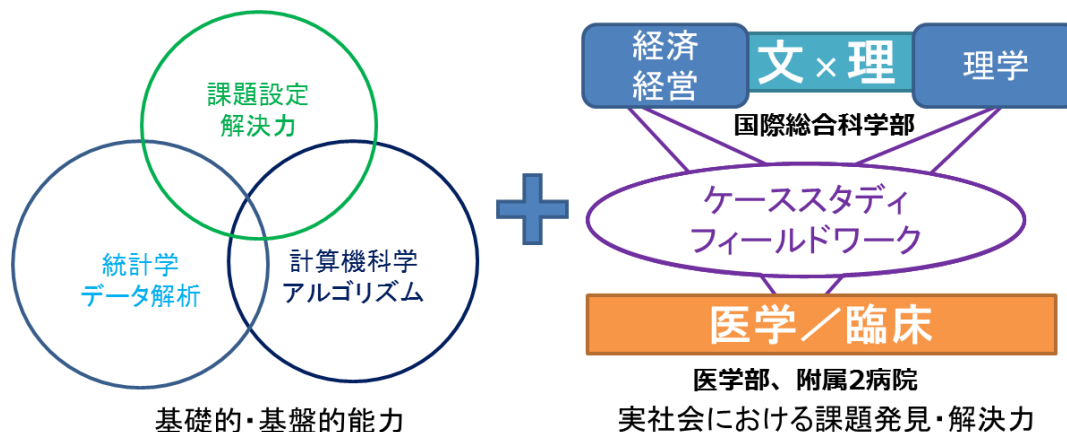 課題設定
解決力
統計学
データ解析
計算機科学
アルゴリズム
基礎的・基盤的能力
経済
経営
文×理
理学
国際総合科学部
ケーススタディ
フィールドワーク
医学／臨床
医学部、附属2病院
実社会における課題発見・解決力